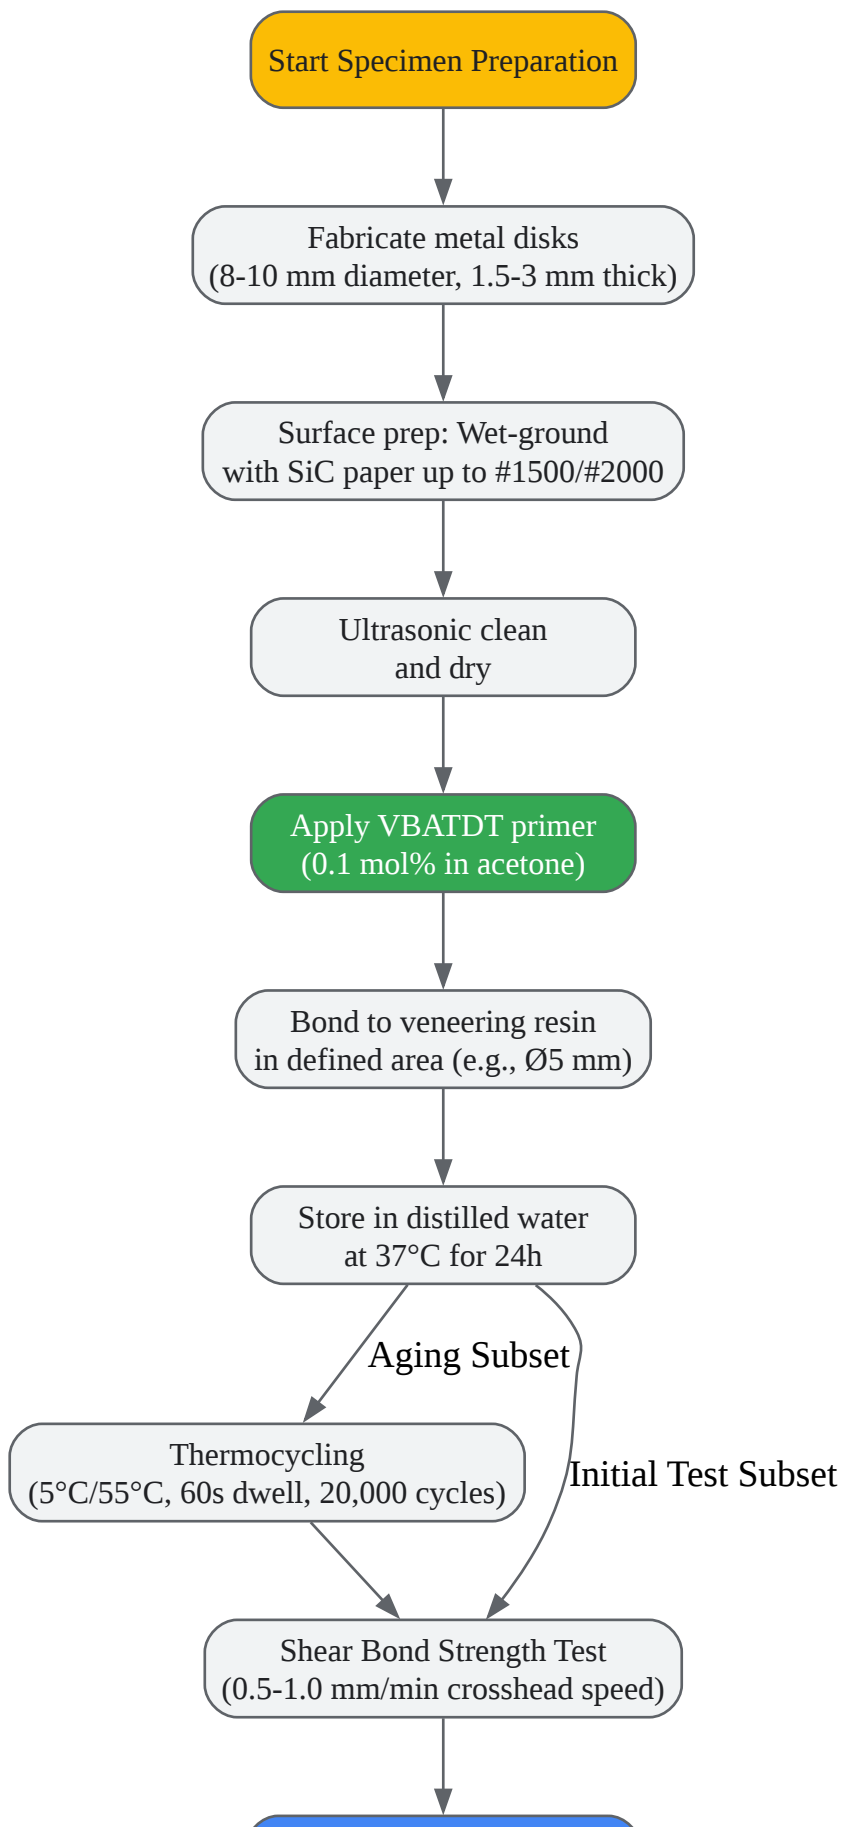 Start Specimen Preparation
Fabricate metal disks
(8-10 mm diameter, 1.5-3 mm thick)
Surface prep: Wet-ground
with SiC paper up to #1500/#2000
Ultrasonic clean
and dry
Apply VBATDT primer
(0.1 mol% in acetone)
Bond to veneering resin
in defined area (e.g., Ø5 mm)
Store in distilled water
at 37°C for 24h
Aging Subset
Thermocycling
(5°C/55°C, 60s dwell, 20,000 cycles)
Initial Test Subset
Shear Bond Strength Test
(0.5-1.0 mm/min crosshead speed)